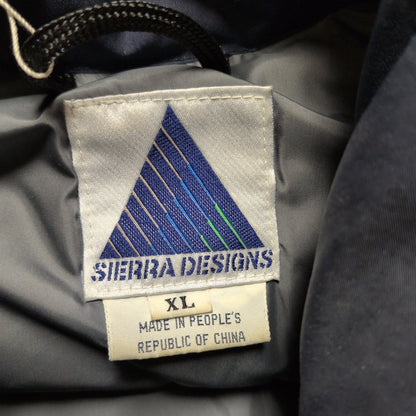 SIERRA DESIGNS
XL
MADE IN PEOPLE'S
REPUBLIC OF CHINA